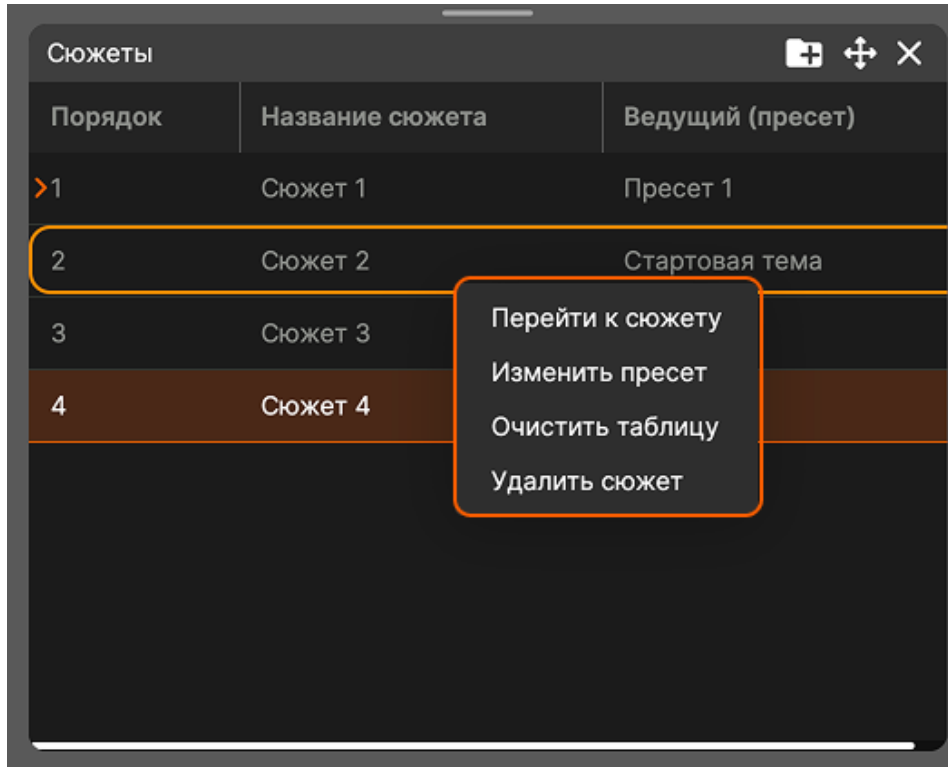 Сюжеты
Порядок Название сюжета Ведущий (пресет)
1 Сюжет 1 Пресет 1
2 Сюжет 2 Стартовая тема
3 Сюжет 3
4 Сюжет 4
Перейти к сюжету
Изменить пресет
Очистить таблицу
Удалить сюжет